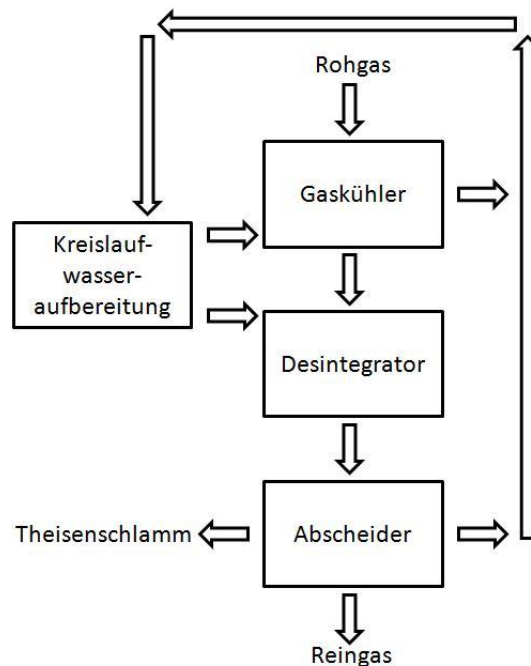 Rohgas
Gaskühler
Kreislauf-
wasser-
aufbereitung
Desintegrator
Theisenschlamm
Abscheider
Reingas